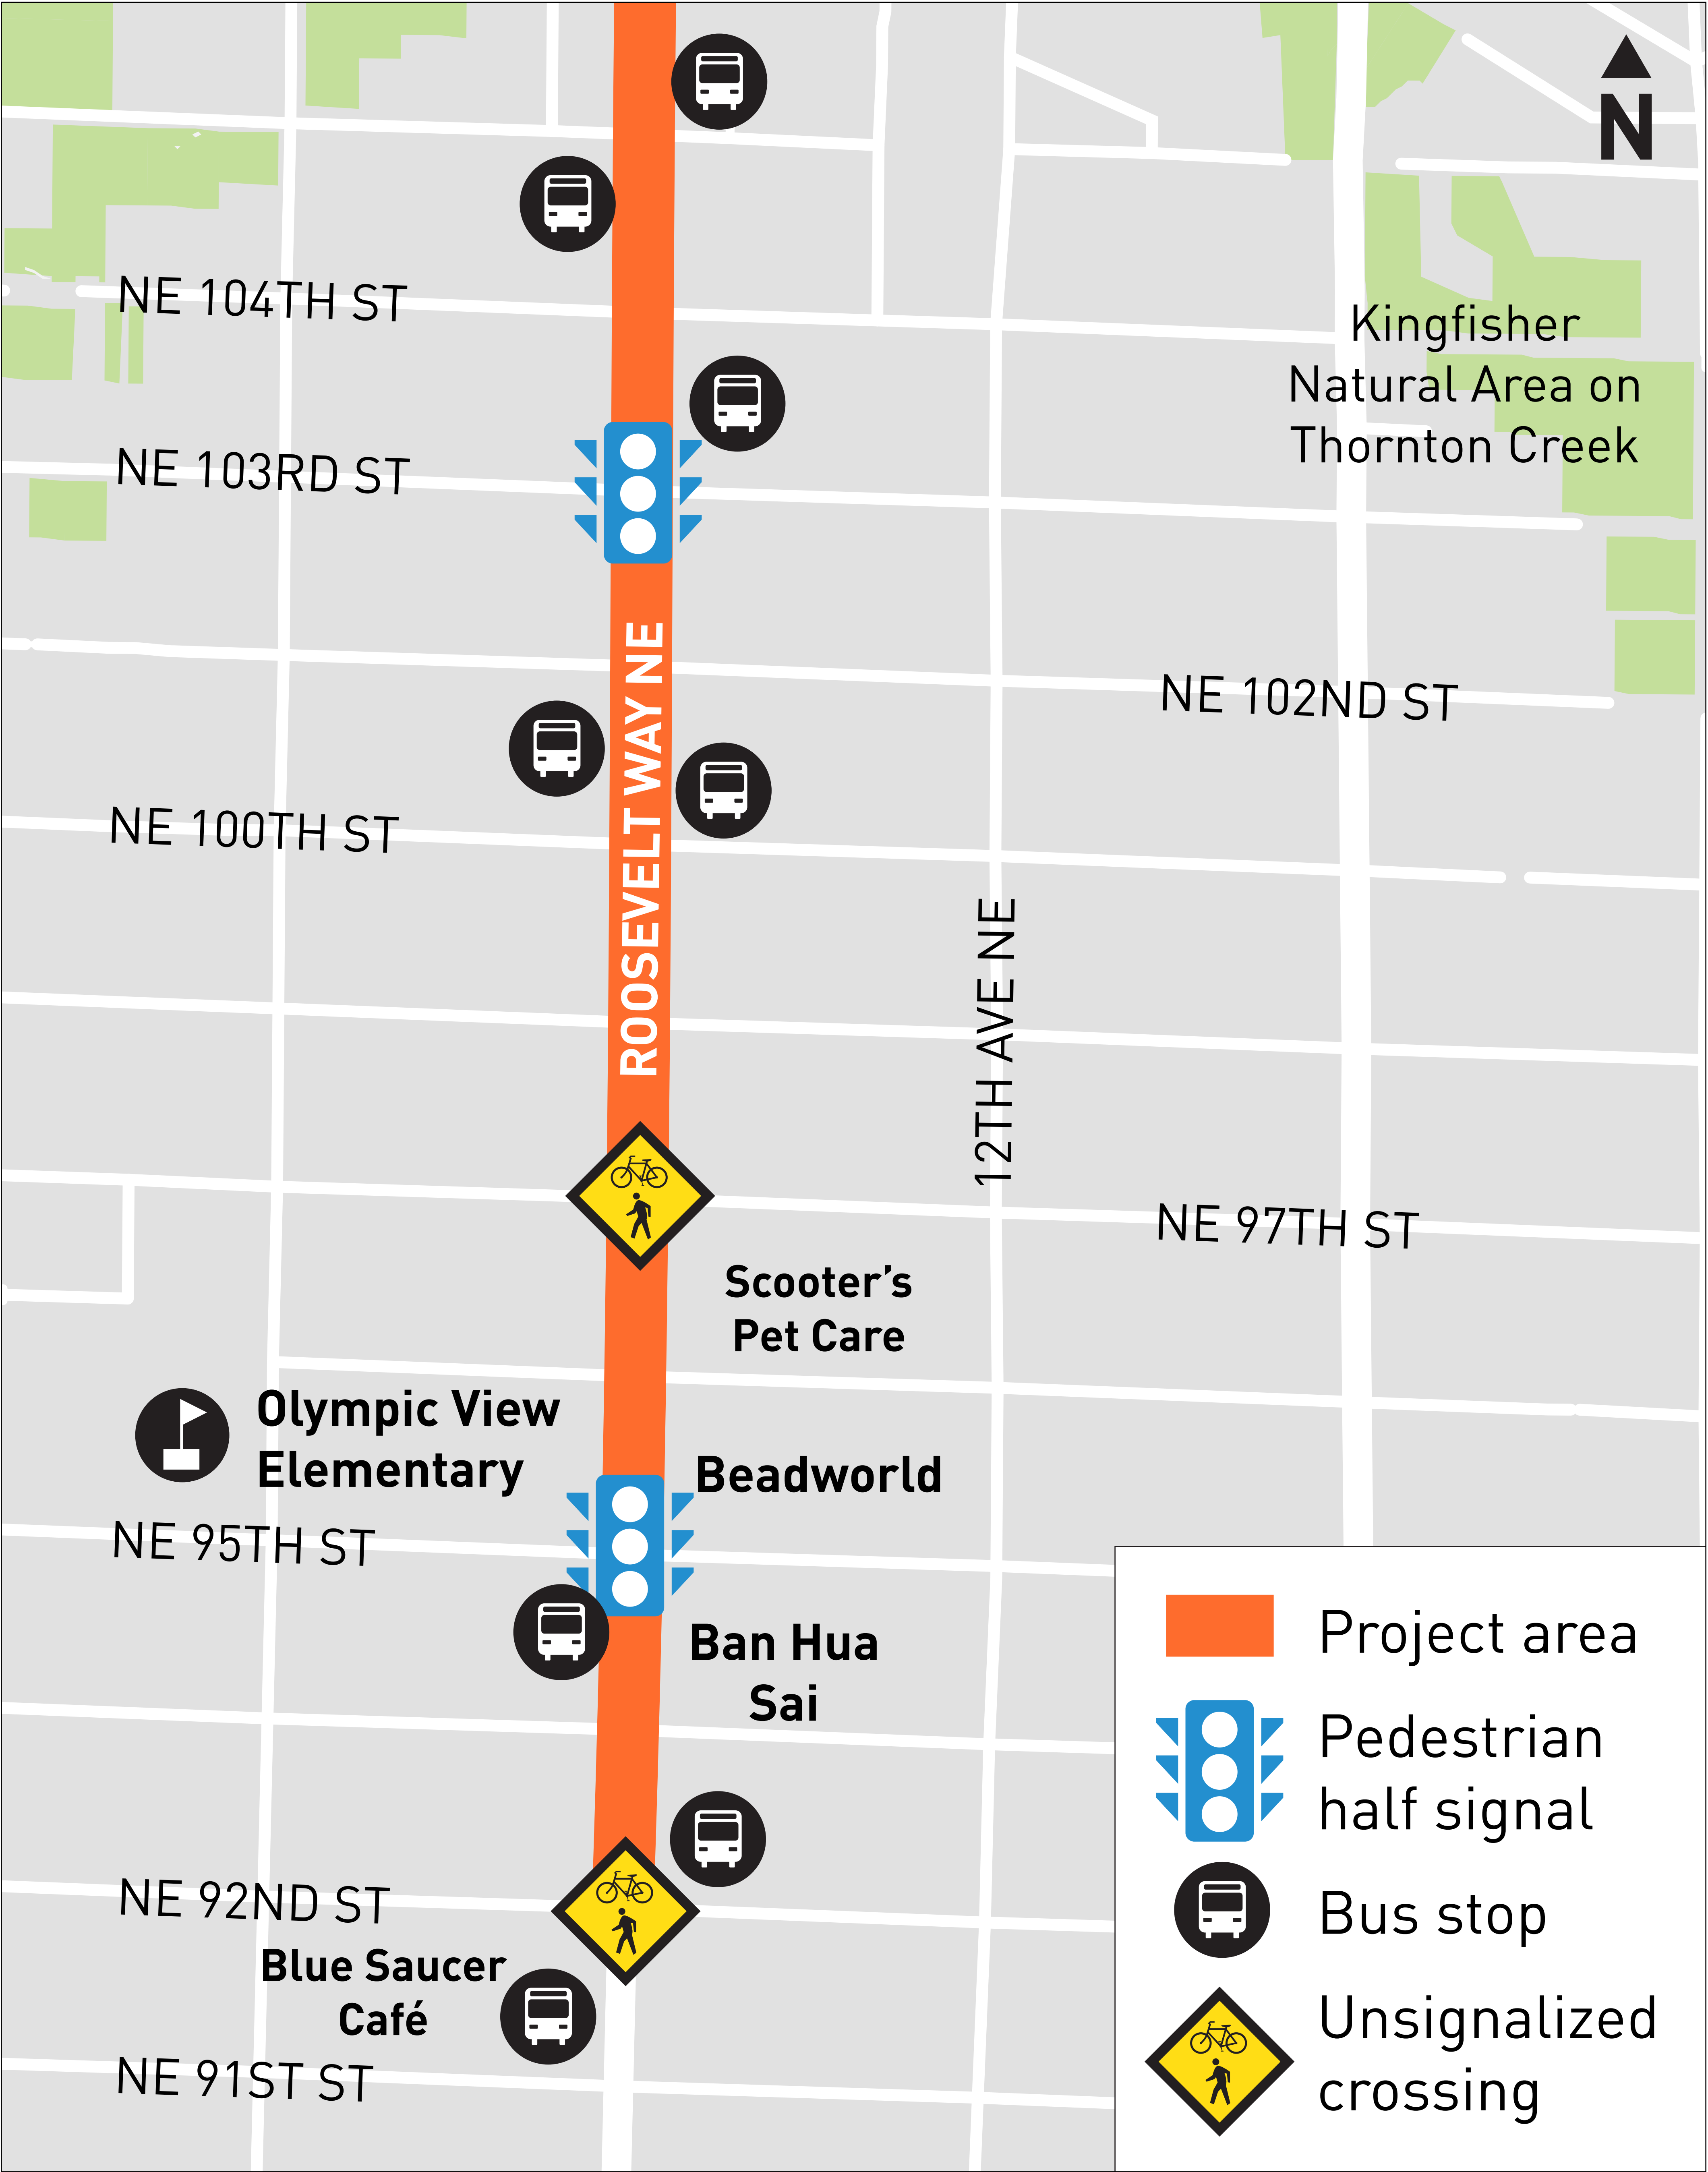 N
NE 104TH ST
Kingfisher
Natural Area on
Thornton Creek
NE 103RD ST
ROOSEVELT WAY NE
NE 102ND ST
NE 100TH ST
12TH AVE NE
NE 97TH ST
Scooter’s
Pet Care
Olympic View
Elementary
Beadworld
NE 95TH ST
Ban Hua
Sai
NE 92ND ST
Blue Saucer
Café
NE 91ST ST
Project area
Pedestrian
half signal
Bus stop
Unsignalized
crossing